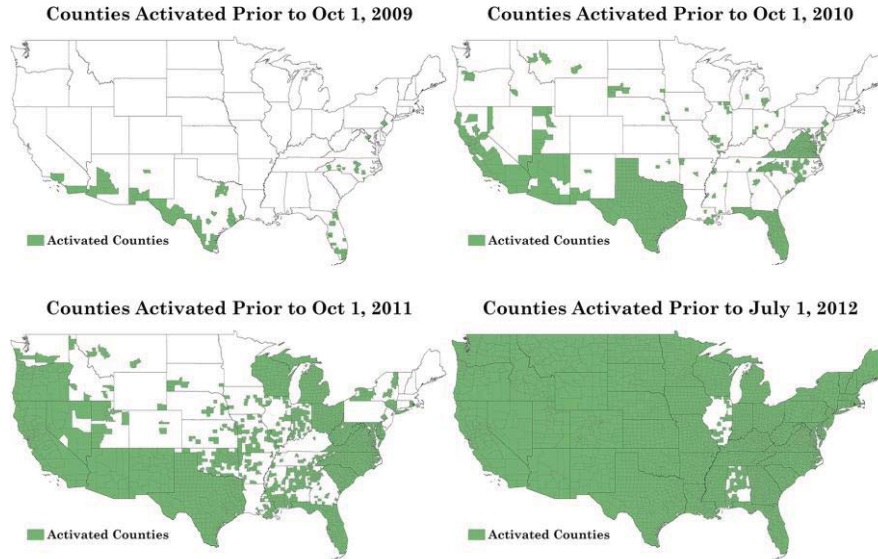 Counties Activated Prior to Oct 1, 2009
Activated Counties
Counties Activated Prior to Oct 1, 2010
Activated Counties
Counties Activated Prior to Oct 1, 2011
Activated Counties
Counties Activated Prior to July 1, 2012
Activated Counties